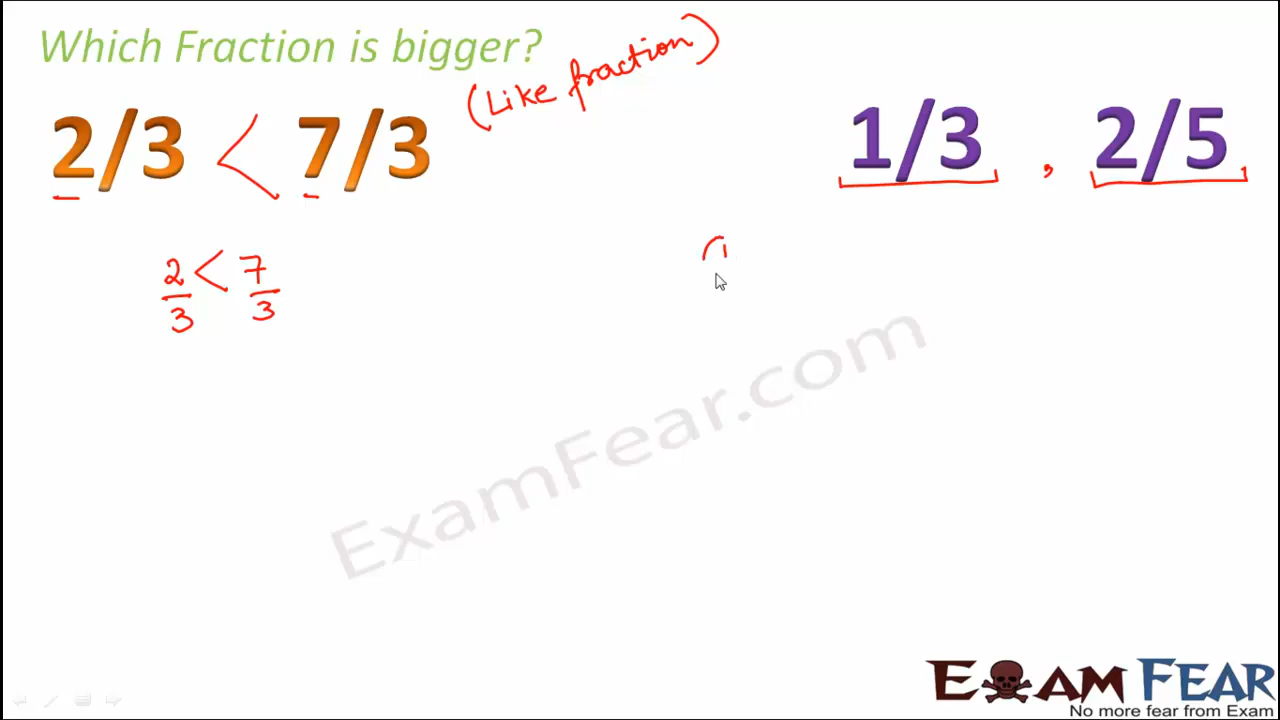 Which Fraction is bigger?
(Like fraction)
2/3 < 7/3
1/3 , 2/5
2/3 < 7/3
ExamFear.com
EXAM FEAR
No more fear from Exam